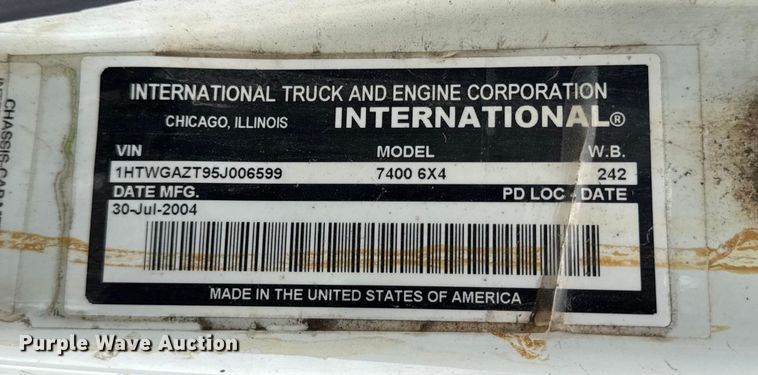 INTERNATIONAL TRUCK AND ENGINE CORPORATION
CHICAGO, ILLINOIS INTERNATIONAL®
VIN MODEL W.B.
1HTWGAZT95J006599 7400 6X4 242
DATE MFG. PD LOC - DATE
30-Jul-2004
MADE IN THE UNITED STATES OF AMERICA
Purple Wave Auction